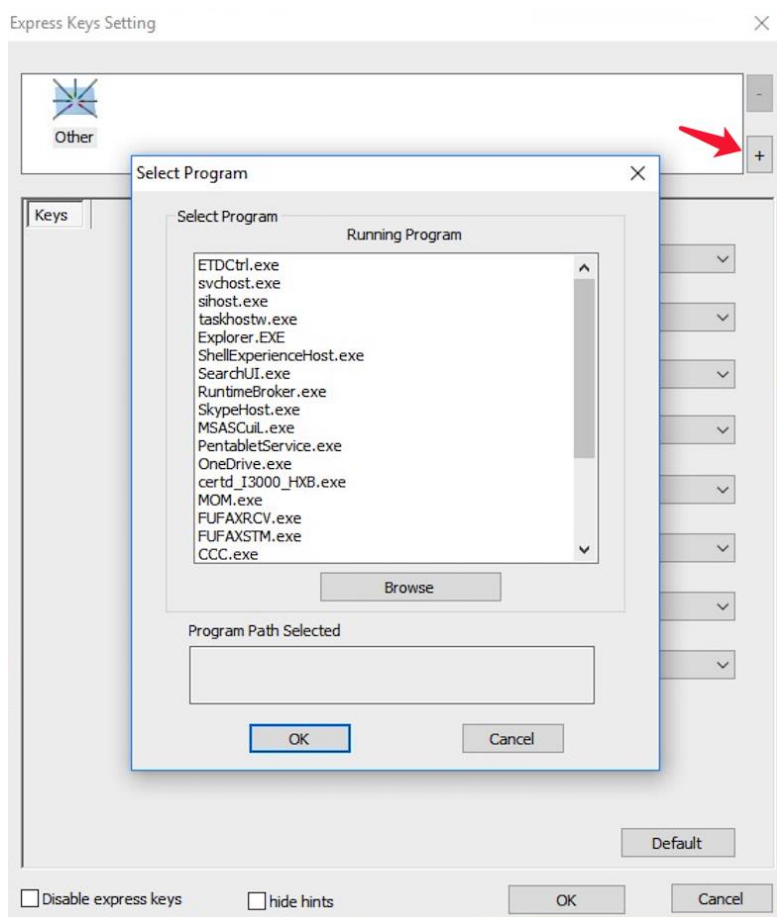 Express Keys Setting
-
Other
+
Select Program
Keys
Select Program
Running Program
ETDCtrl.exe
svchost.exe
sihost.exe
taskhostw.exe
Explorer.EXE
ShellExperienceHost.exe
SearchUI.exe
RuntimeBroker.exe
SkypeHost.exe
MSASCuiL.exe
PentabletService.exe
OneDrive.exe
certd_I3000_HXB.exe
MOM.exe
FUFAXRCV.exe
FUFAXSTM.exe
CCC.exe
Browse
Program Path Selected
OK Cancel
Default
Disable express keys hide hints OK Cancel